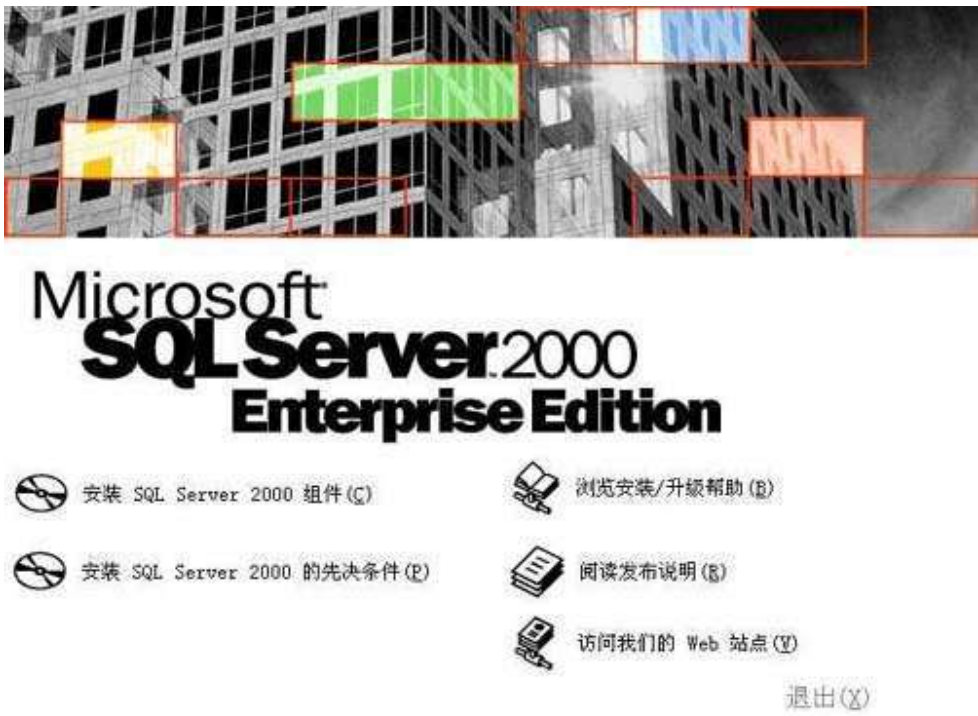 Microsoft
SQL Server 2000
Enterprise Edition
安装 SQL Server 2000 组件(C)
浏览安装/升级帮助(B)
安装 SQL Server 2000 的先决条件(P)
阅读发布说明(R)
访问我们的 Web 站点(V)
退出(X)